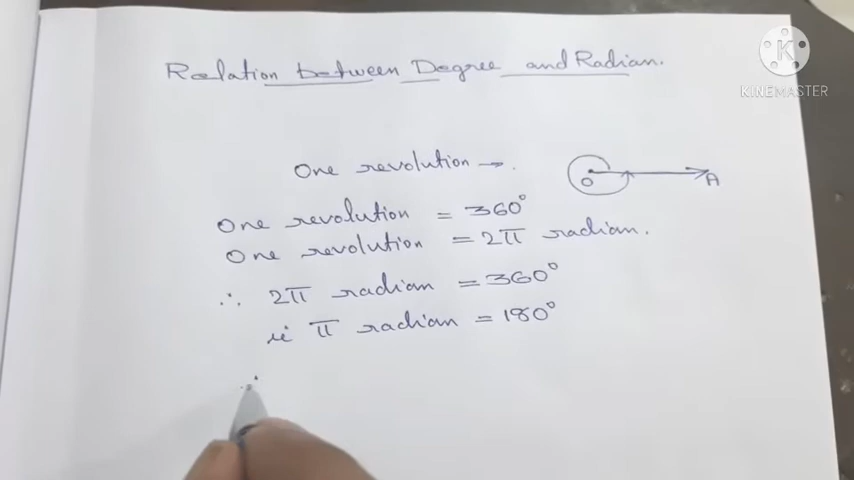 Relation between Degree and Radian.
KINEMASTER
One revolution →.
O A
One revolution = 360°
One revolution = 2π radian.
∴ 2π radian = 360°
ie π radian = 180°